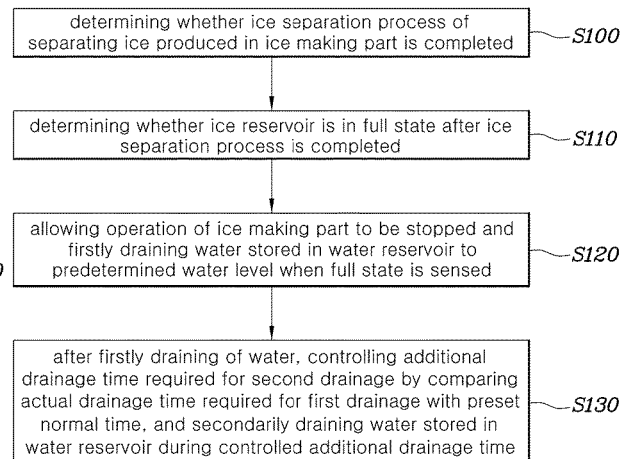 determining whether ice separation process of
separating ice produced in ice making part is completed
S100
determining whether ice reservoir is in full state after ice
separation process is completed
S110
allowing operation of ice making part to be stopped and
firstly draining water stored in water reservoir to
predetermined water level when full state is sensed
S120
after firstly draining of water, controlling additional
drainage time required for second drainage by comparing
actual drainage time required for first drainage with preset
normal time, and secondarily draining water stored in
water reservoir during controlled additional drainage time
S130